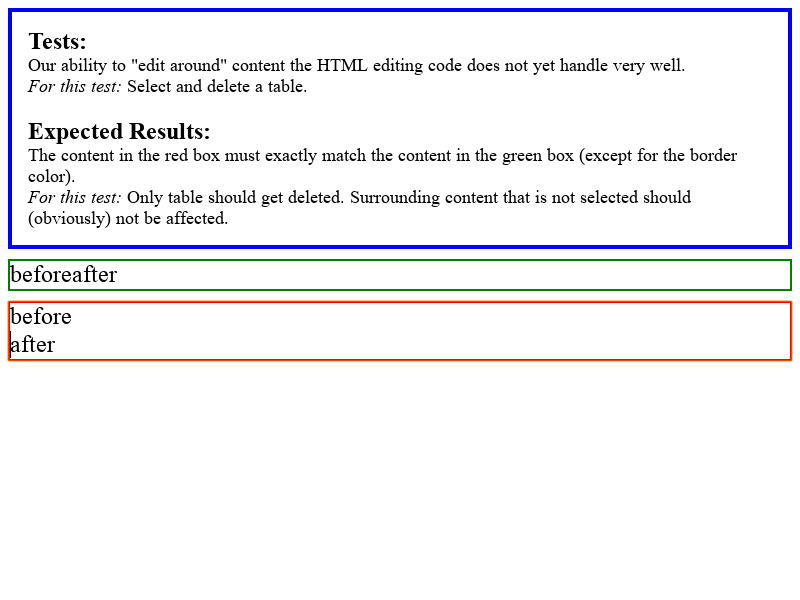 Tests:
Our ability to "edit around" content the HTML editing code does not yet handle very well.
For this test: Select and delete a table.
Expected Results:
The content in the red box must exactly match the content in the green box (except for the border
color).
For this test: Only table should get deleted. Surrounding content that is not selected should
(obviously) not be affected.
beforeafter
before
after